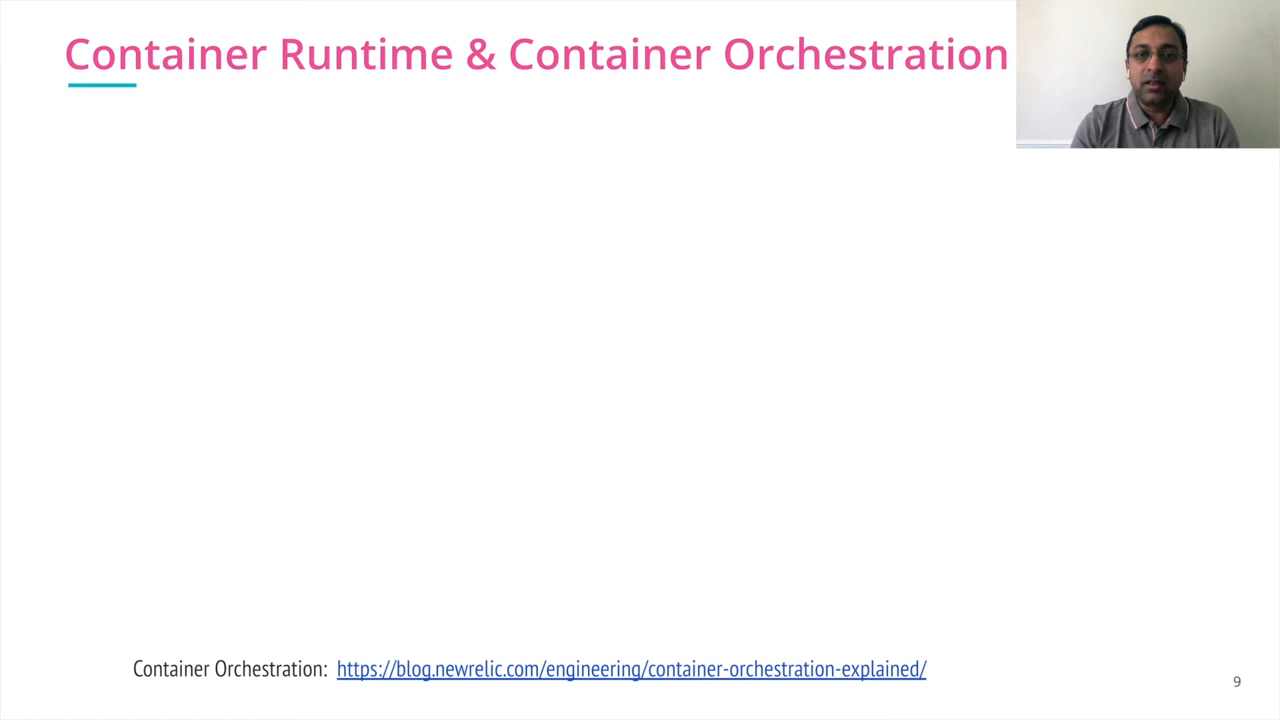 Container Runtime & Container Orchestration
Container Orchestration: https://blog.newrelic.com/engineering/container-orchestration-explained/
9